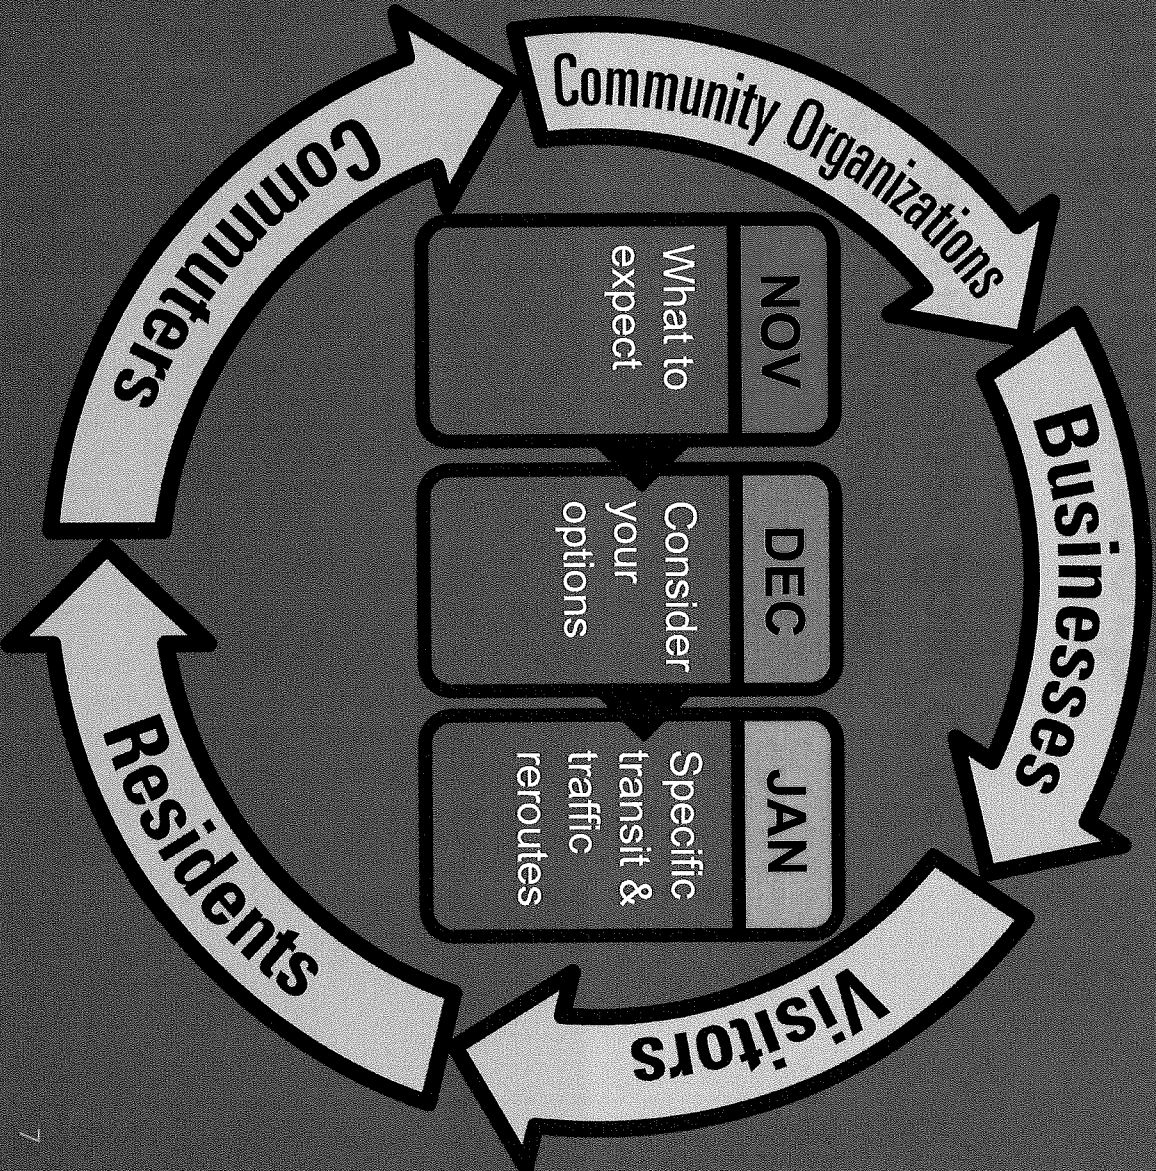 Community Organizations
Businesses
Visitors
Residents
Commuters
NOV
What to
expect
DEC
Consider
your
options
JAN
Specific
transit &
traffic
reroutes
7